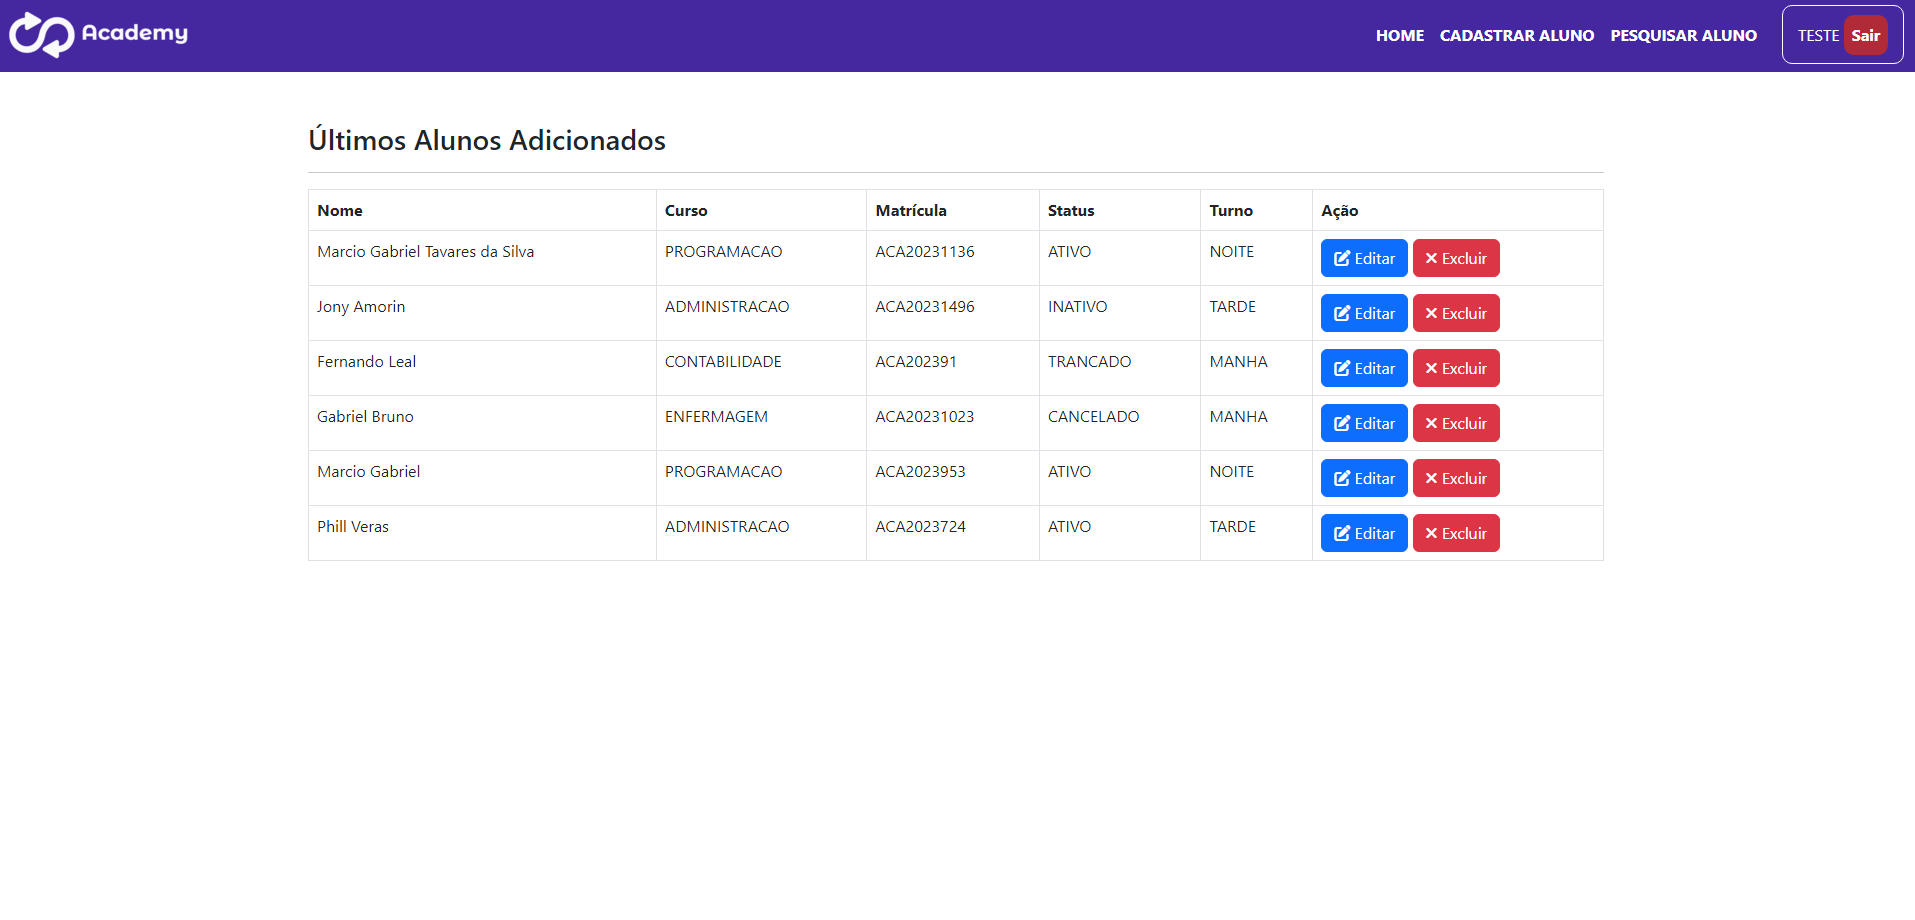 Academy HOME CADASTRAR ALUNO PESQUISAR ALUNO TESTE Sair
Últimos Alunos Adicionados
Nome Curso Matrícula Status Turno Ação
Marcio Gabriel Tavares da Silva PROGRAMACAO ACA20231136 ATIVO NOITE Editar Excluir
Jony Amorin ADMINISTRACAO ACA20231496 INATIVO TARDE Editar Excluir
Fernando Leal CONTABILIDADE ACA202391 TRANCADO MANHA Editar Excluir
Gabriel Bruno ENFERMAGEM ACA20231023 CANCELADO MANHA Editar Excluir
Marcio Gabriel PROGRAMACAO ACA2023953 ATIVO NOITE Editar Excluir
Phill Veras ADMINISTRACAO ACA2023724 ATIVO TARDE Editar Excluir